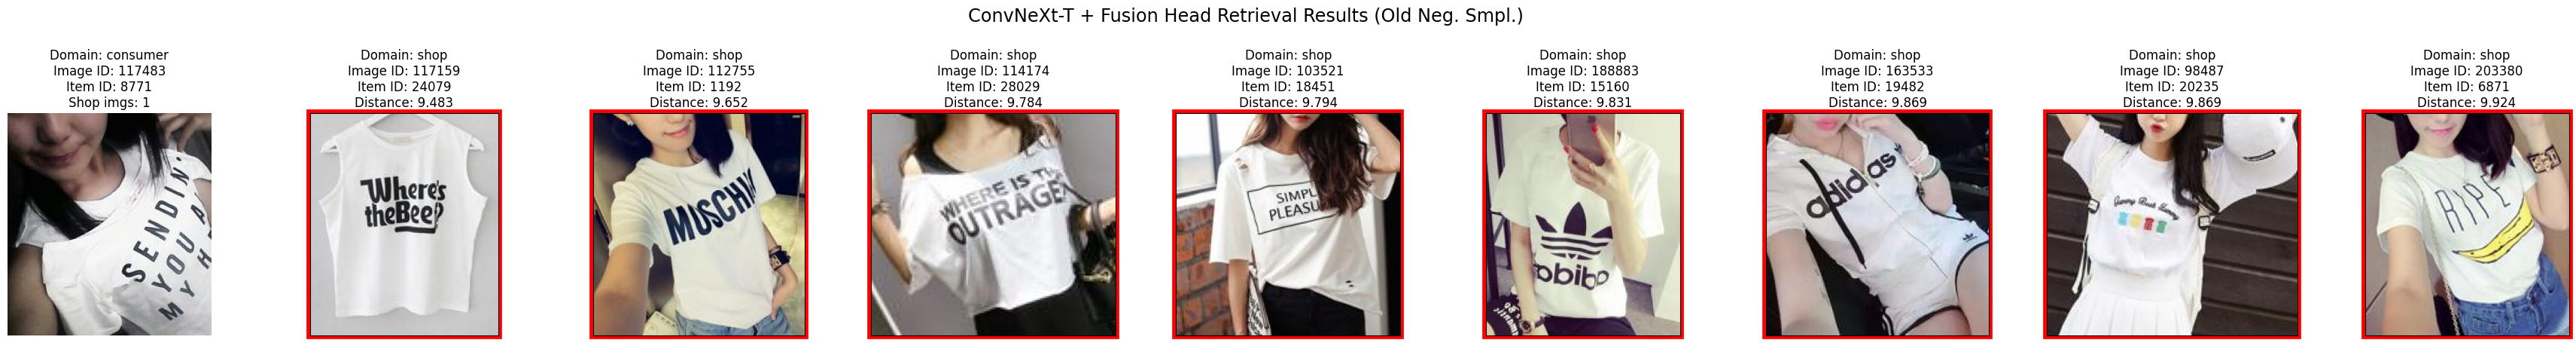 ConvNeXt-T + Fusion Head Retrieval Results (Old Neg. Smpl.)
Domain: consumer
Image ID: 117483
Item ID: 8771
Shop imgs: 1
Domain: shop
Image ID: 117159
Item ID: 24079
Distance: 9.483
Domain: shop
Image ID: 112755
Item ID: 1192
Distance: 9.652
Domain: shop
Image ID: 114174
Item ID: 28029
Distance: 9.784
Domain: shop
Image ID: 103521
Item ID: 18451
Distance: 9.794
Domain: shop
Image ID: 188883
Item ID: 15160
Distance: 9.831
Domain: shop
Image ID: 163533
Item ID: 19482
Distance: 9.869
Domain: shop
Image ID: 98487
Item ID: 20235
Distance: 9.869
Domain: shop
Image ID: 203380
Item ID: 6871
Distance: 9.924
SENDIN'
YOU A
MY H
Where's
the Bee?
MOSCHIN
WHERE IS TH
OUTRAGE
SIMPL
PLEASU
adidas
RIPE